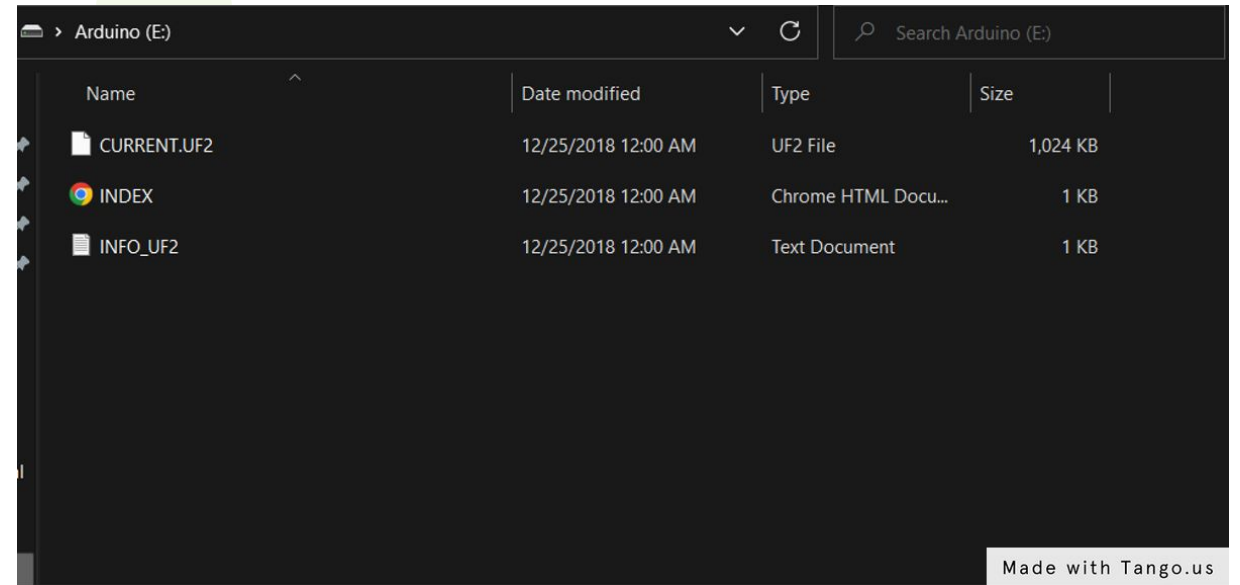 > Arduino (E:) Search Arduino (E:)
Name Date modified Type Size
CURRENT.UF2 12/25/2018 12:00 AM UF2 File 1,024 KB
INDEX 12/25/2018 12:00 AM Chrome HTML Docu... 1 KB
INFO_UF2 12/25/2018 12:00 AM Text Document 1 KB
Made with Tango.us